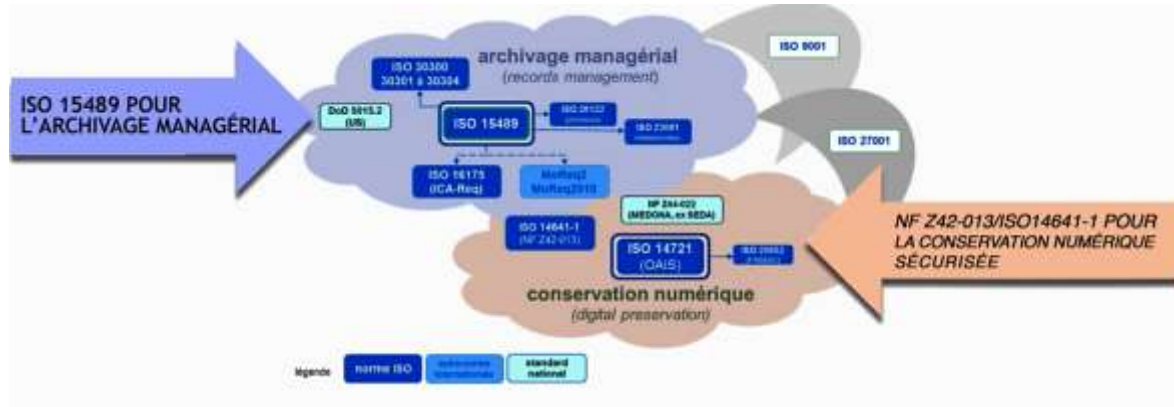 ISO 15489 POUR
L'ARCHIVAGE MANAGÉRIAL
archivage managérial
(records management)
ISO 30300
30301 à 30304
DoD 5015.2
(US)
ISO 15489
ISO 23081
ISO 16175
(ICA-Req)
MoReq2
MoReq2010
ISO 9001
ISO 27001
NF Z44-022
(MEDONA, ex SEDA)
ISO 14641-1
(NF Z42-013)
ISO 14721
(OAIS)
conservation numérique
(digital preservation)
NF Z42-013/ISO14641-1 POUR
LA CONSERVATION NUMÉRIQUE
SÉCURISÉE
légende
norme ISO
standard
national